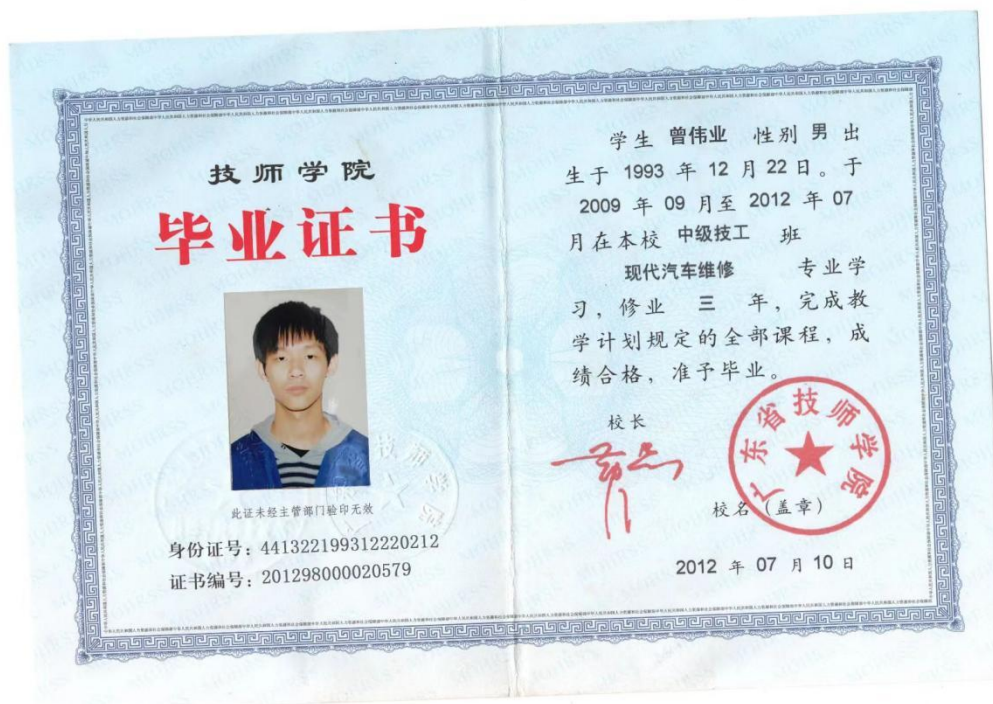 技师学院
毕业证书
此证未经主管部门验印无效
身份证号：441322199312220212
证书编号：201298000020579
学生 曾伟业 性别 男 出
生于 1993 年 12 月 22 日。于
2009 年 09 月至 2012 年 07
月在本校 中级技工 班
现代汽车维修 专业学
习，修业 三 年，完成教
学计划规定的全部课程，成
绩合格，准予毕业。
校长
广东省技师学院
校名（盖章）
2012 年 07 月 10 日